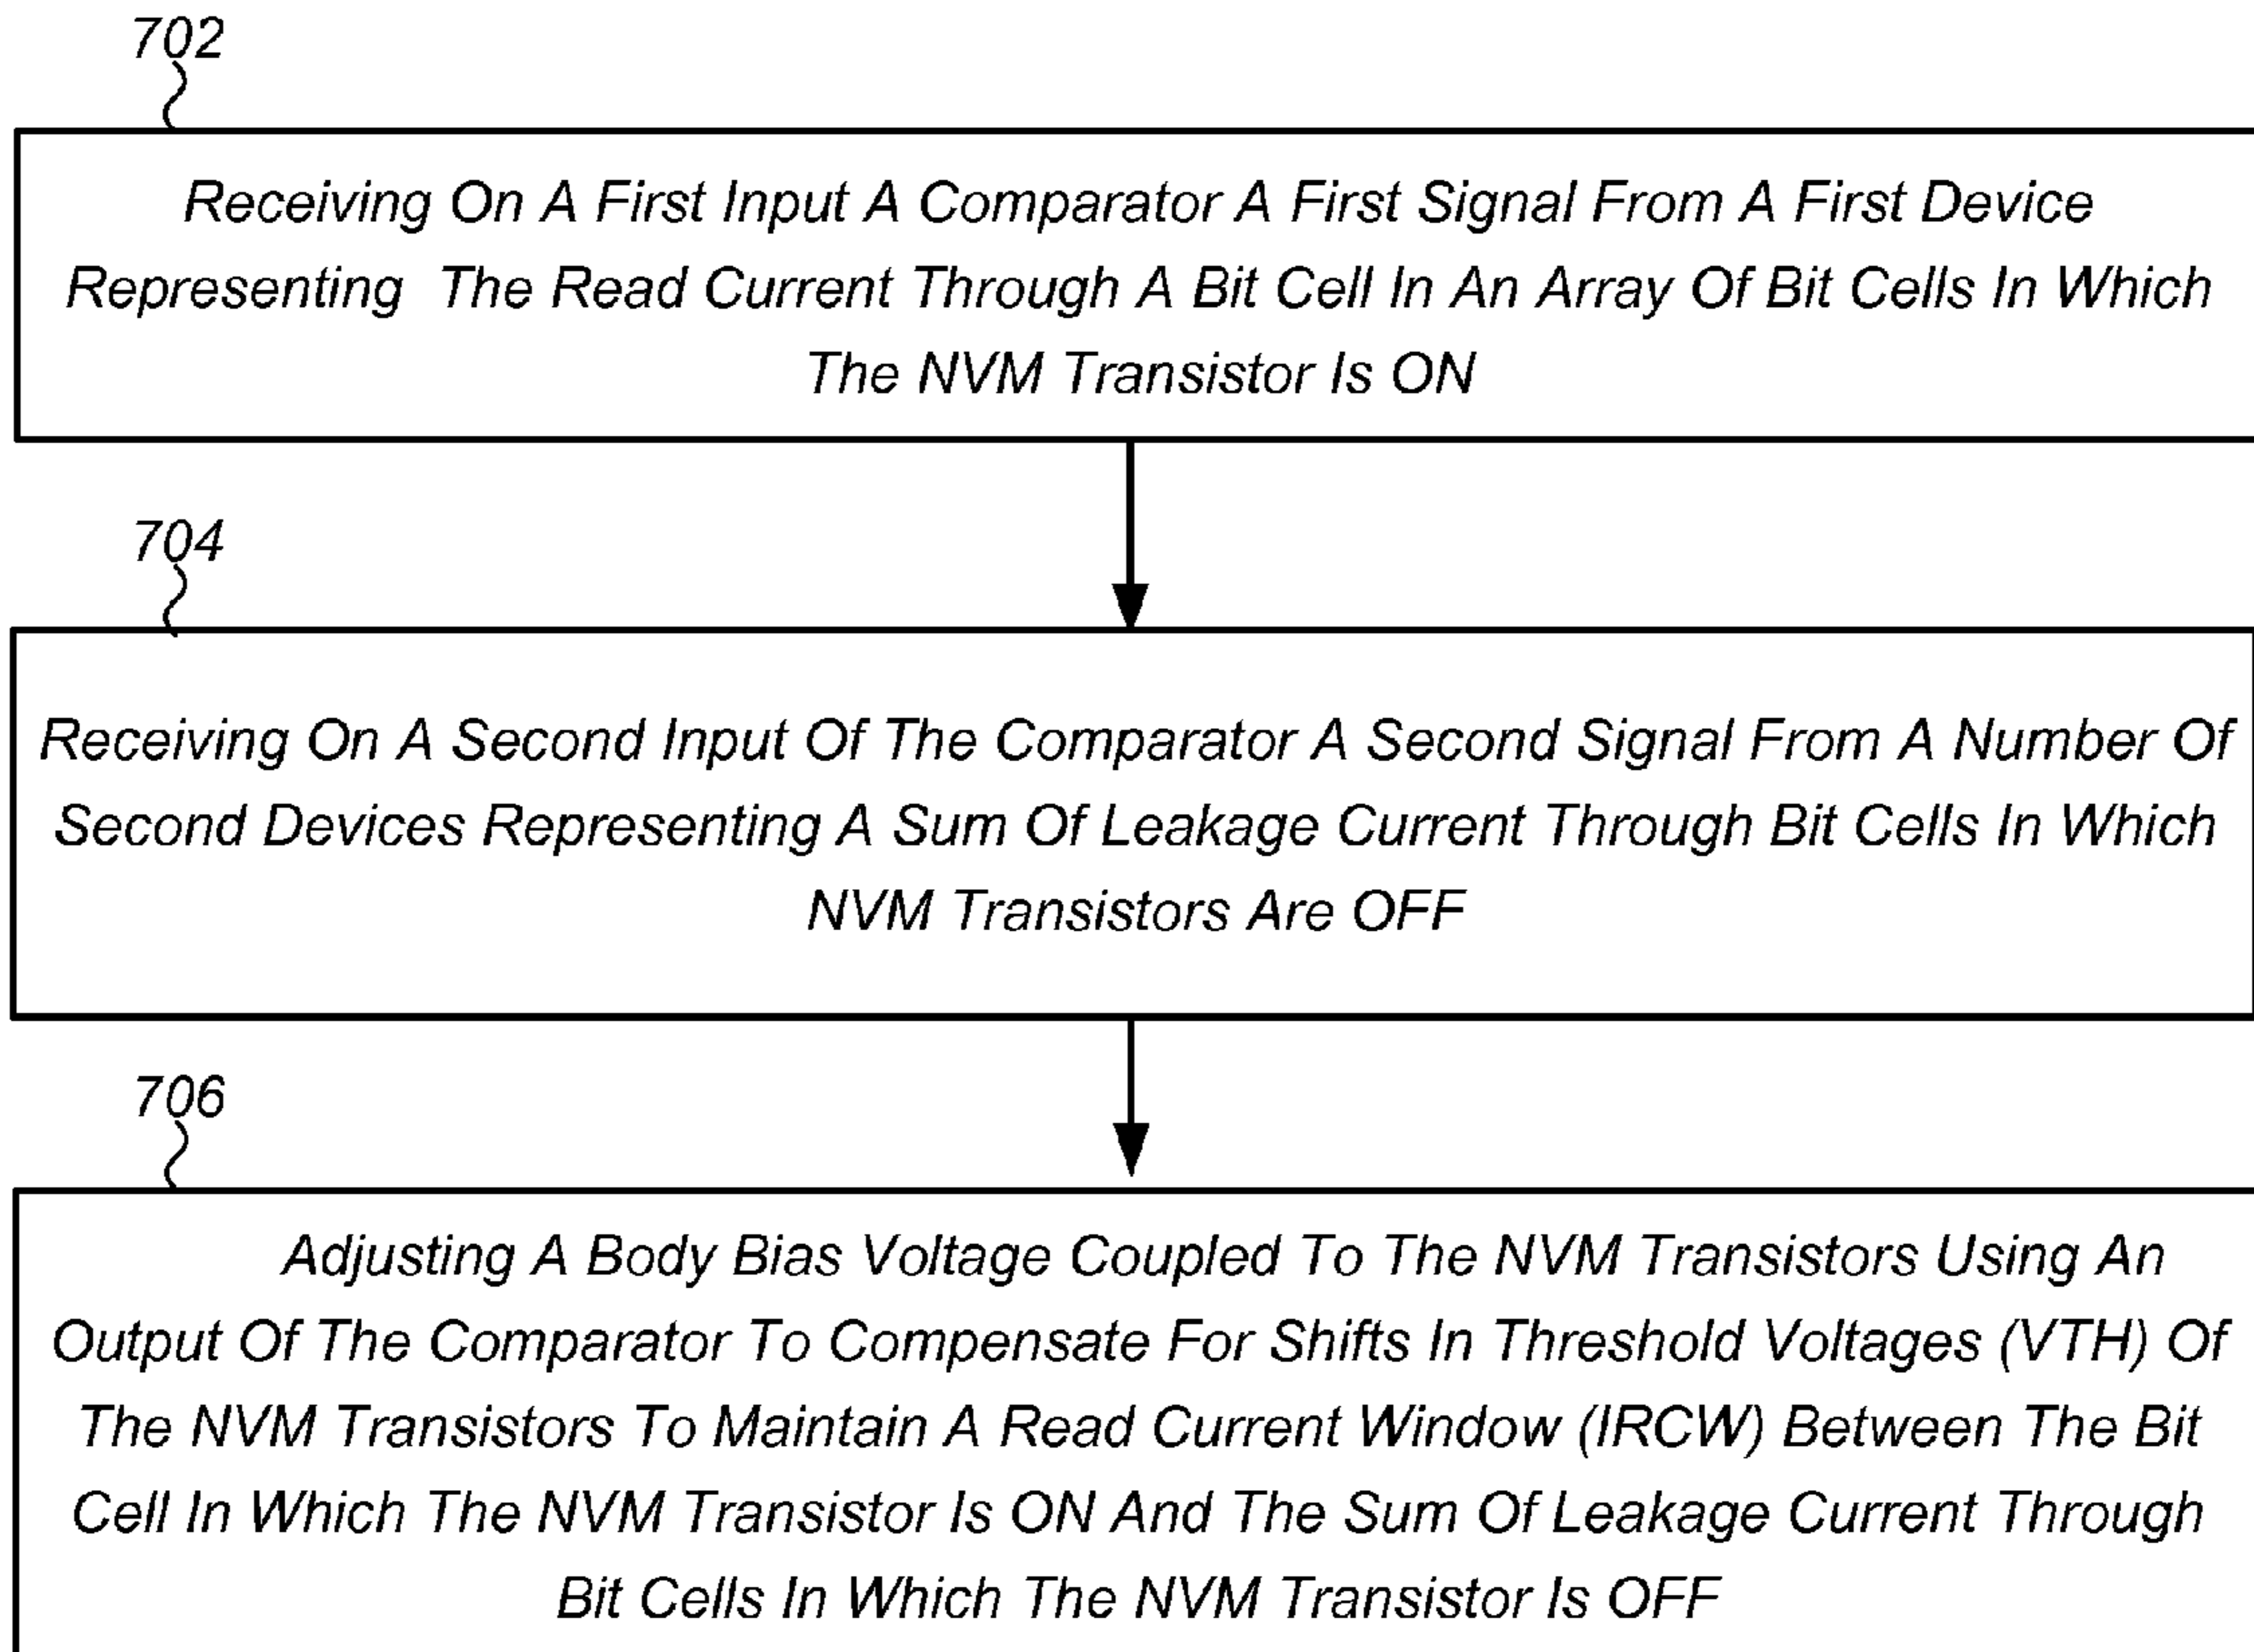 702
Receiving On A First Input A Comparator A First Signal From A First Device
Representing The Read Current Through A Bit Cell In An Array Of Bit Cells In Which
The NVM Transistor Is ON
704
Receiving On A Second Input Of The Comparator A Second Signal From A Number Of
Second Devices Representing A Sum Of Leakage Current Through Bit Cells In Which
NVM Transistors Are OFF
706
Adjusting A Body Bias Voltage Coupled To The NVM Transistors Using An
Output Of The Comparator To Compensate For Shifts In Threshold Voltages (VTH) Of
The NVM Transistors To Maintain A Read Current Window (IRCW) Between The Bit
Cell In Which The NVM Transistor Is ON And The Sum Of Leakage Current Through
Bit Cells In Which The NVM Transistor Is OFF